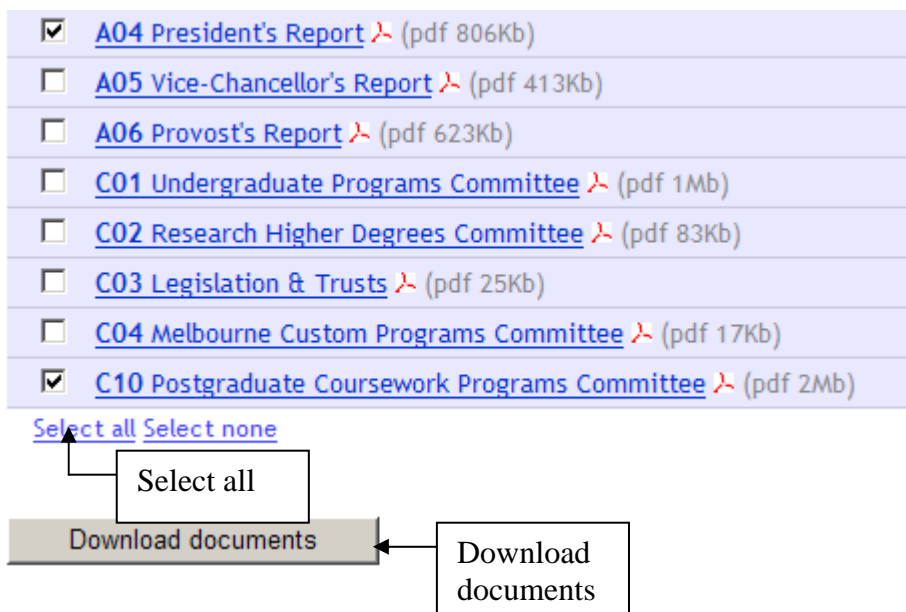 A04 President's Report (pdf 806Kb)
A05 Vice-Chancellor's Report (pdf 413Kb)
A06 Provost's Report (pdf 623Kb)
C01 Undergraduate Programs Committee (pdf 1Mb)
C02 Research Higher Degrees Committee (pdf 83Kb)
C03 Legislation & Trusts (pdf 25Kb)
C04 Melbourne Custom Programs Committee (pdf 17Kb)
C10 Postgraduate Coursework Programs Committee (pdf 2Mb)
Select all Select none
Select all
Download documents
Download
documents